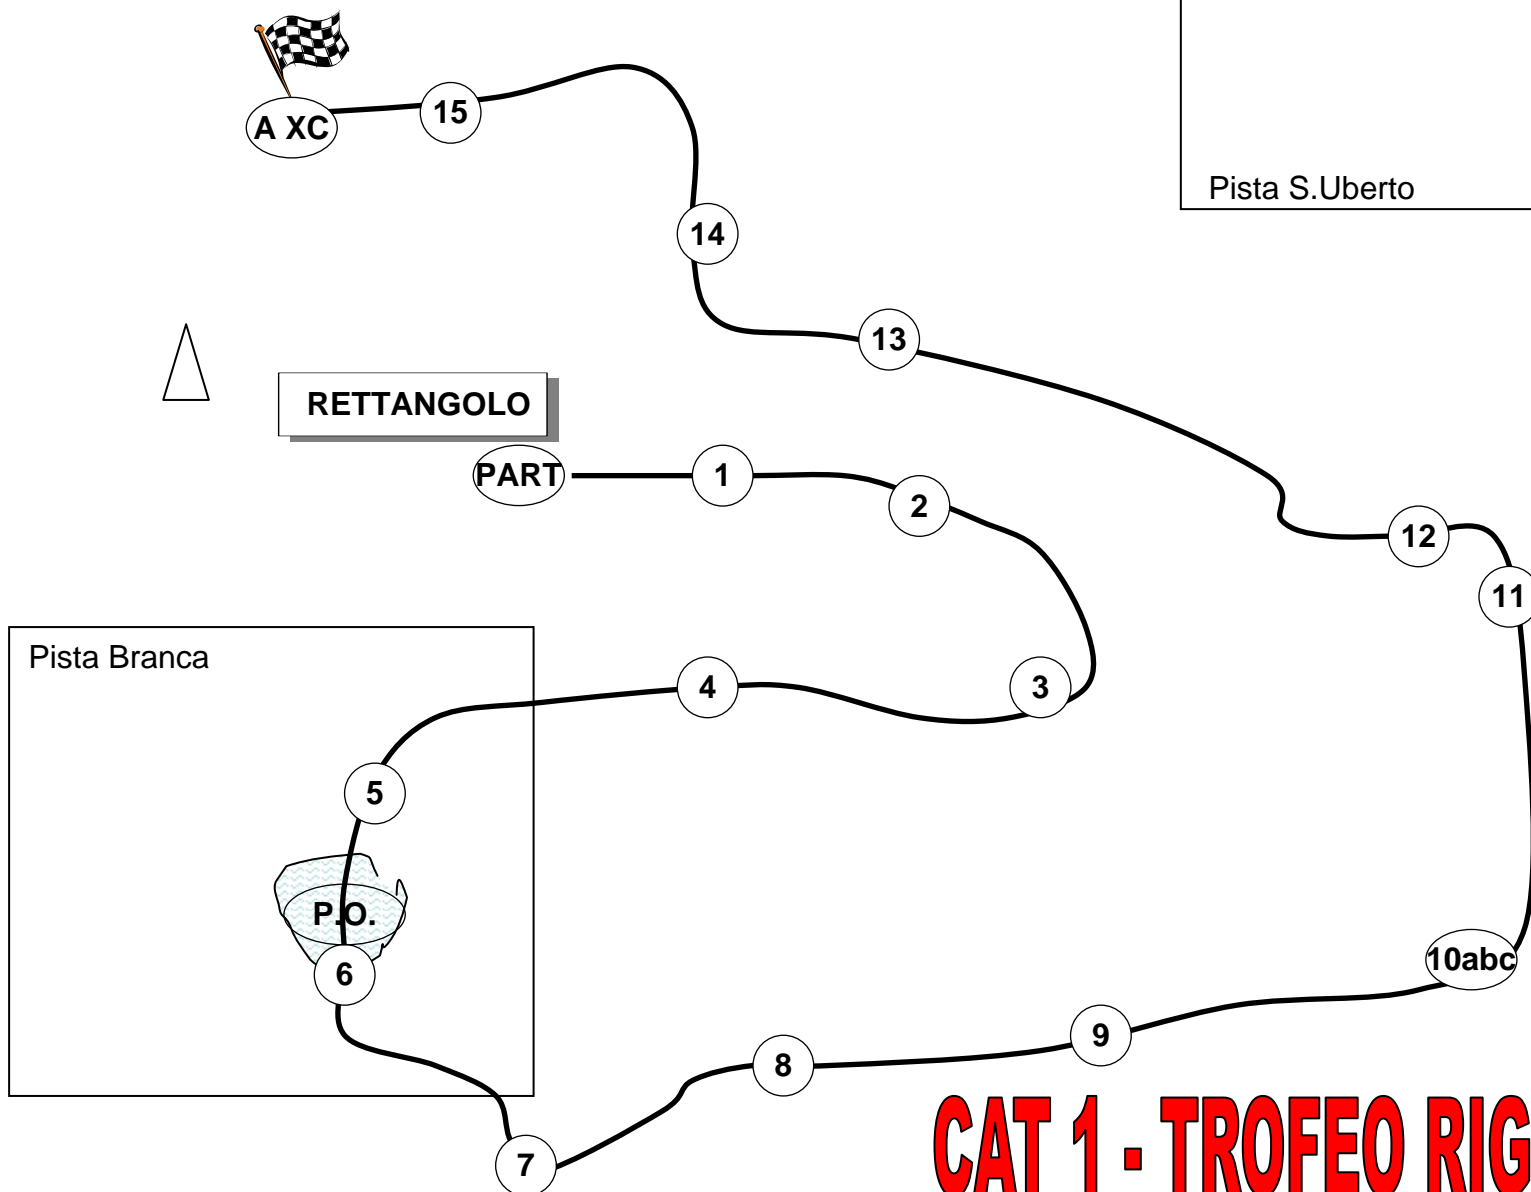 A XC
15
Pista S.Uberto
14
13
RETTANGOLO
PART
1
2
12
11
Pista Branca
4
3
5
P.O.
6
10abc
9
8
7
CAT 1 - TROFEO RIG